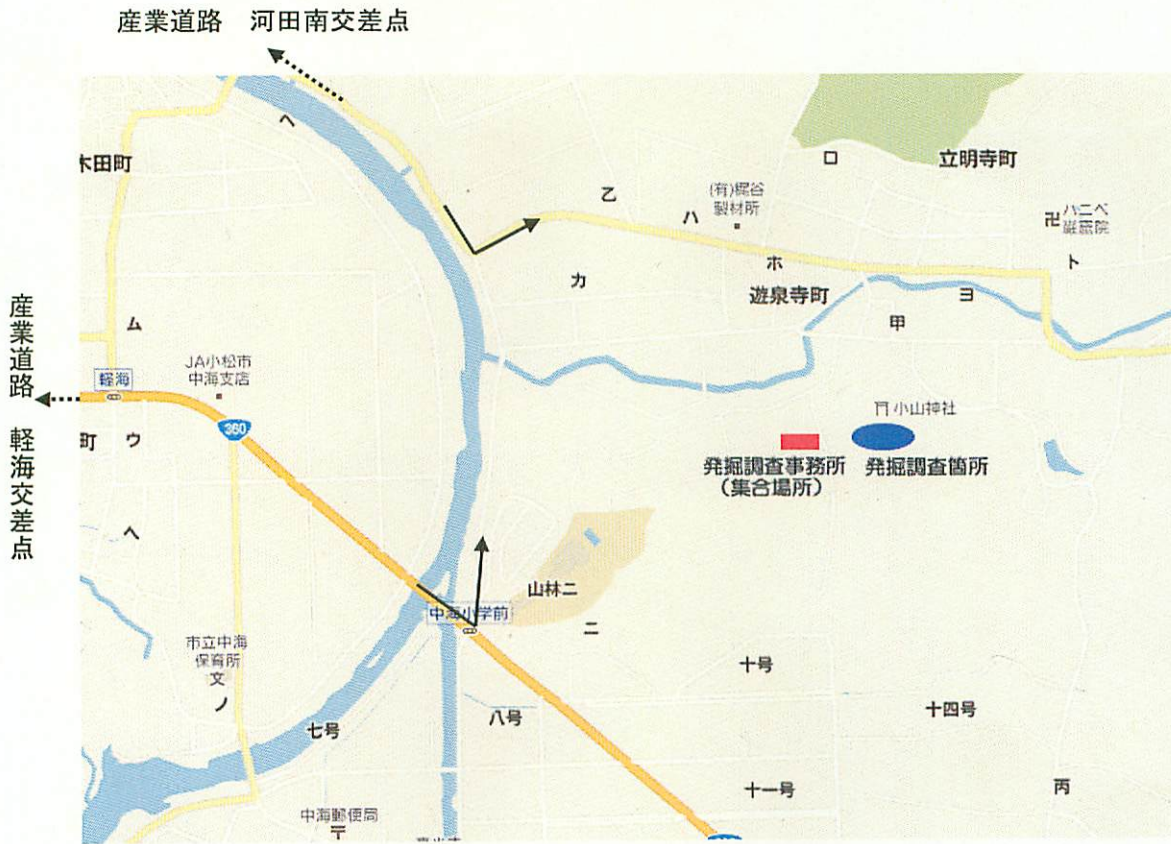 産業道路　河田南交差点
ヘ
木田町
ロ
立明寺町
乙
(有)梶谷
製材所
ハ
卍
ハニベ
巌窟院
ホ
ト
カ
遊泉寺町
ヨ
甲
産業道路　軽海交差点
ム
JA小松市
中海支店
軽海
360
町
ウ
小山神社
発掘調査事務所
（集合場所）
発掘調査箇所
ヘ
山林二
中海小学前
二
市立中海
保育所
文
ノ
十号
八号
十四号
七号
十一号
丙
中海郵便局
〒